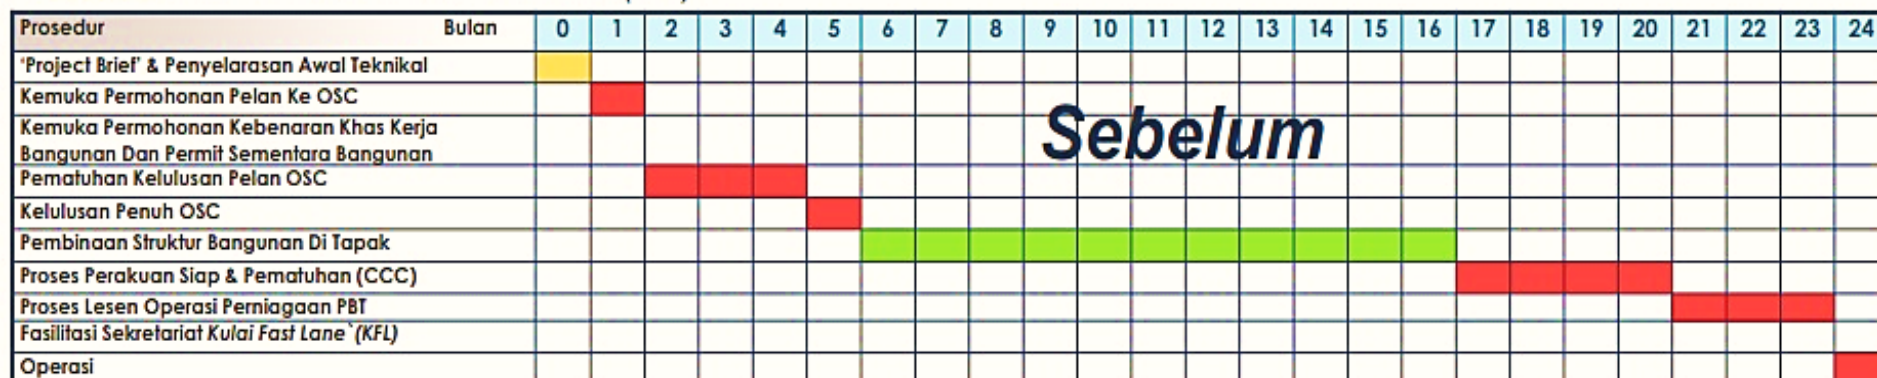 Prosedur Bulan 0 1 2 3 4 5 6 7 8 9 10 11 12 13 14 15 16 17 18 19 20 21 22 23 24
'Project Brief' & Penyelarasan Awal Teknikal
Kemuka Permohonan Pelan Ke OSC
Kemuka Permohonan Kebenaran Khas Kerja
Bangunan Dan Permit Sementara Bangunan
Sebelum
Pematuhan Kelulusan Pelan OSC
Kelulusan Penuh OSC
Pembinaan Struktur Bangunan Di Tapak
Proses Perakuan Siap & Pematuhan (CCC)
Proses Lesen Operasi Perniagaan PBT
Fasilitasi Sekretariat Kulai Fast Lane`(KFL)
Operasi